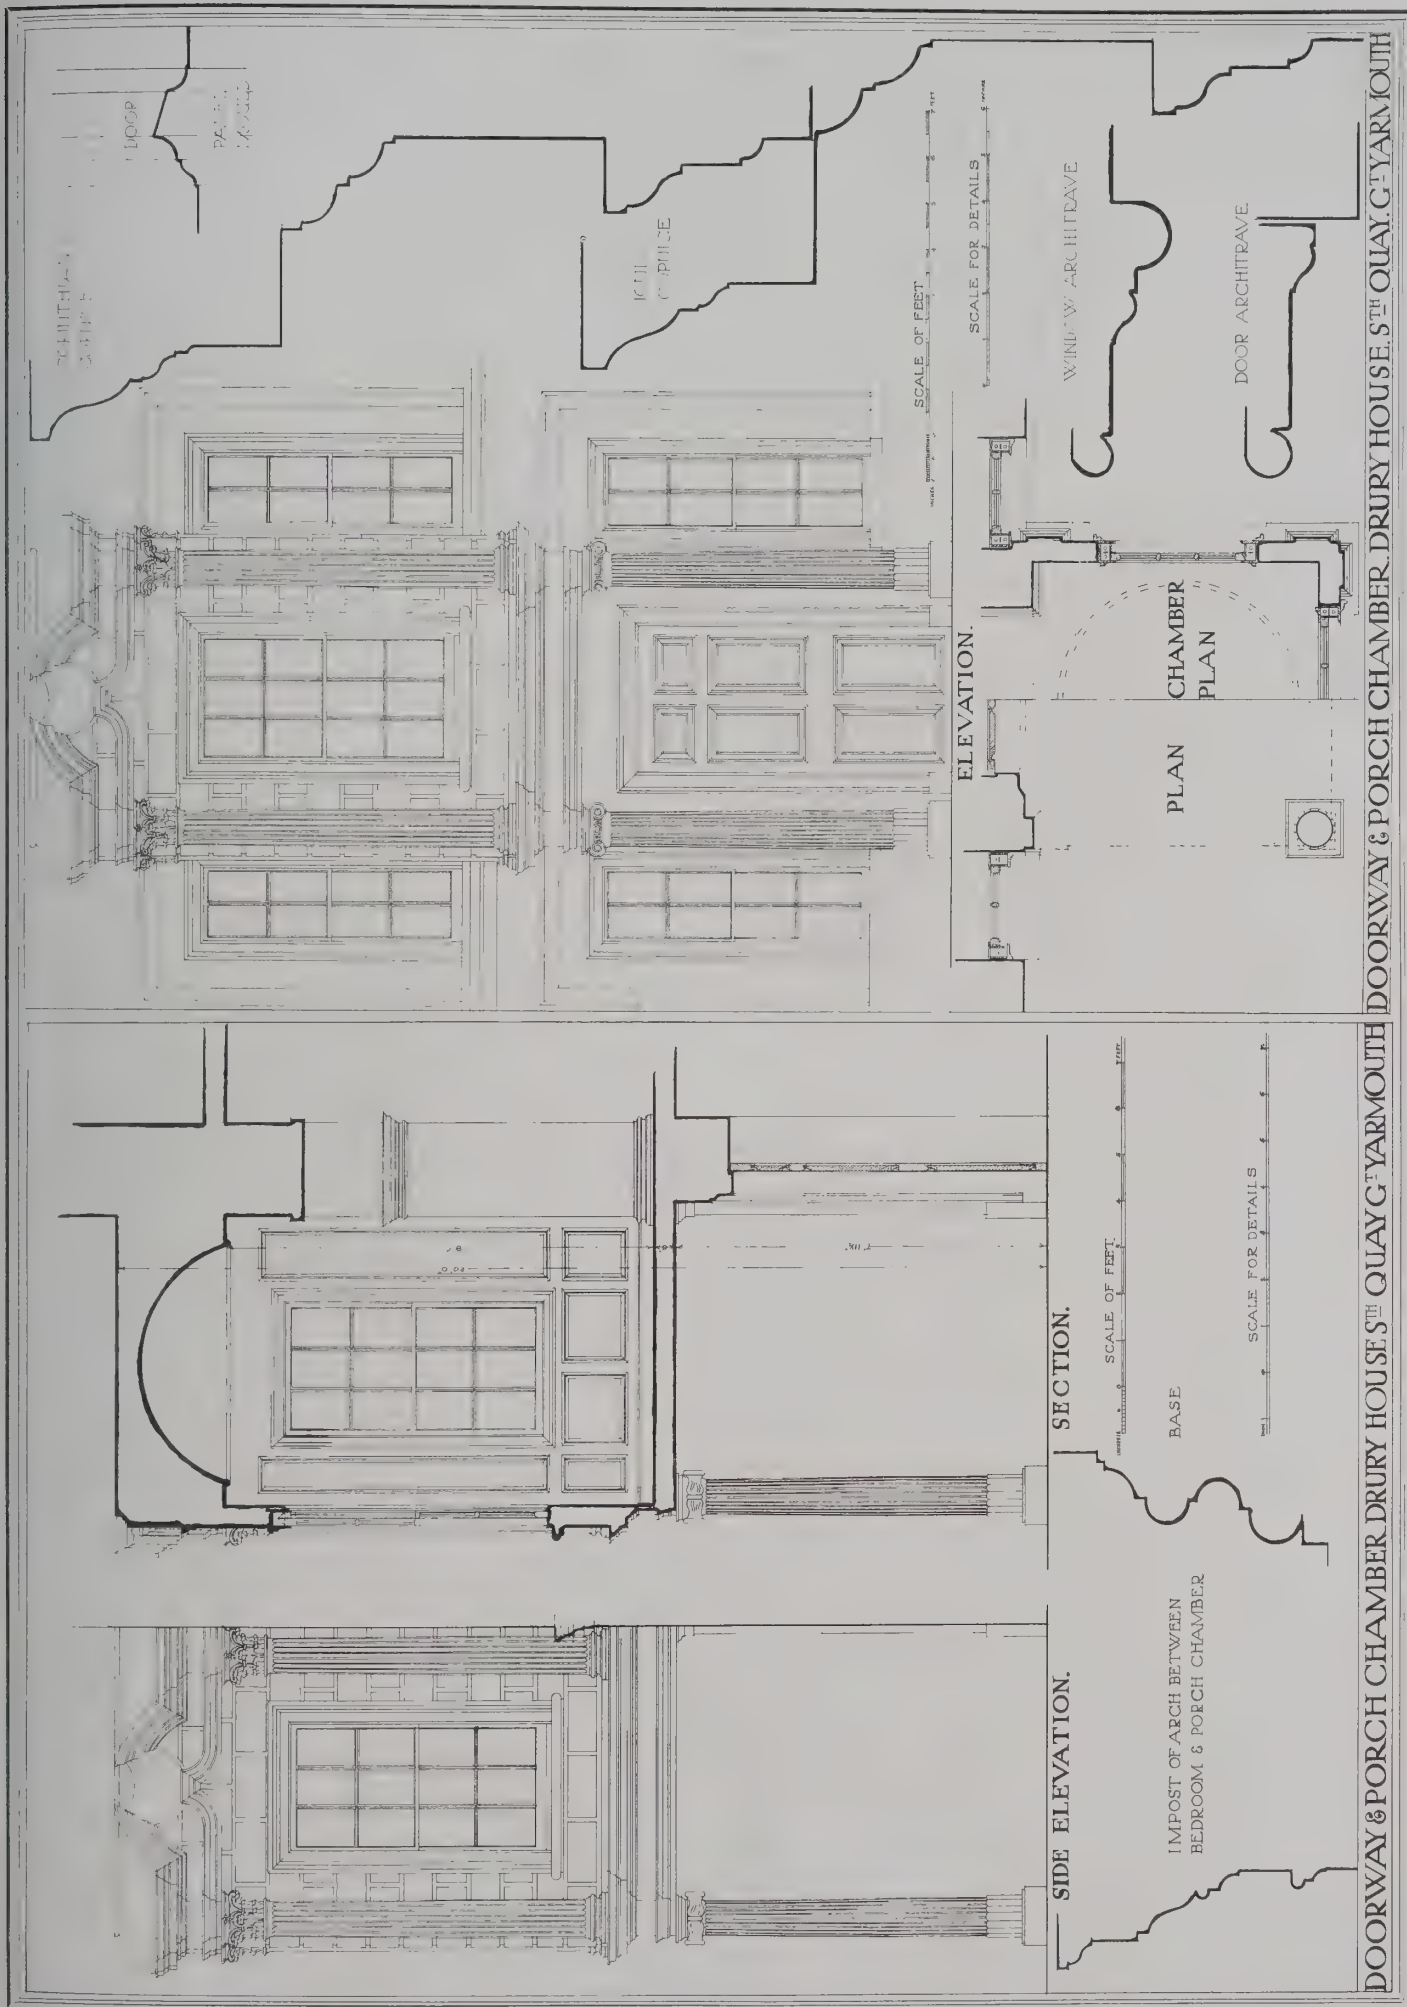 SIDE ELEVATION.
SECTION.
IMPOST OF ARCH BETWEEN
BEDROOM & PORCH CHAMBER
BASE
SCALE OF FEET.
SCALE FOR DETAILS
DOORWAY & PORCH CHAMBER DRURY HOUSE STH QUAY GT YARMOUTH
DOOR
ELEVATION.
SCALE OF FEET
SCALE FOR DETAILS
PLAN
CHAMBER
PLAN
WINDOW ARCHITRAVE
DOOR ARCHITRAVE.
DOORWAY & PORCH CHAMBER. DRURY HOUSE. STH QUAY. GT YARMOUTH